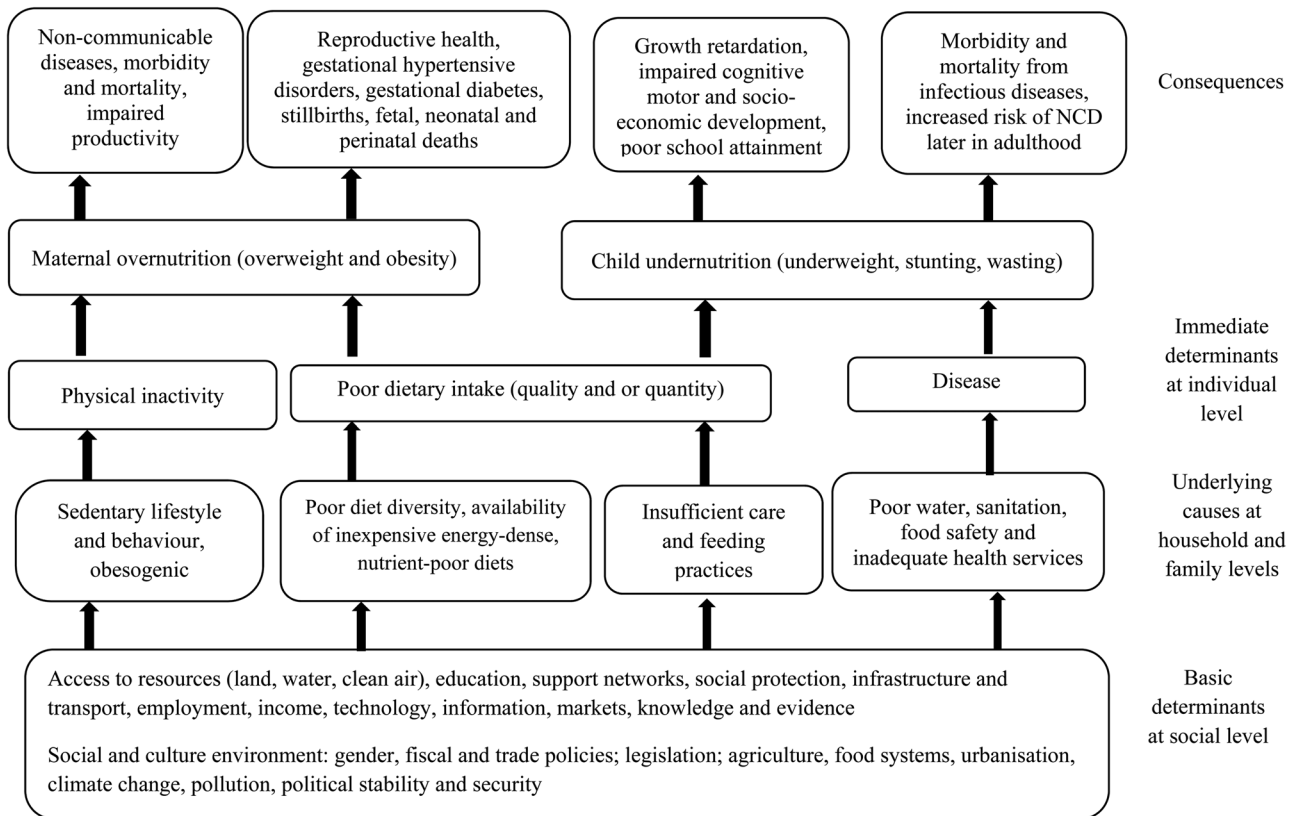 Non-communicable
diseases, morbidity
and mortality,
impaired
productivity
Reproductive health,
gestational hypertensive
disorders, gestational diabetes,
stillbirths, fetal, neonatal and
perinatal deaths
Growth retardation,
impaired cognitive
motor and socio-
economic development,
poor school attainment
Morbidity and
mortality from
infectious diseases,
increased risk of NCD
later in adulthood
Consequences
Maternal overnutrition (overweight and obesity)
Child undernutrition (underweight, stunting, wasting)
Physical inactivity
Poor dietary intake (quality and or quantity)
Disease
Immediate
determinants
at individual
level
Sedentary lifestyle
and behaviour,
obesogenic
Poor diet diversity, availability
of inexpensive energy-dense,
nutrient-poor diets
Insufficient care
and feeding
practices
Poor water, sanitation,
food safety and
inadequate health services
Underlying
causes at
household and
family levels
Access to resources (land, water, clean air), education, support networks, social protection, infrastructure and
transport, employment, income, technology, information, markets, knowledge and evidence
Social and culture environment: gender, fiscal and trade policies; legislation; agriculture, food systems, urbanisation,
climate change, pollution, political stability and security
Basic
determinants
at social level